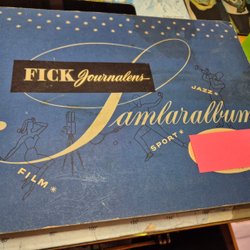 FICK Journalens
Samlaralbum
JAZZ*
SPORT*
FILM*